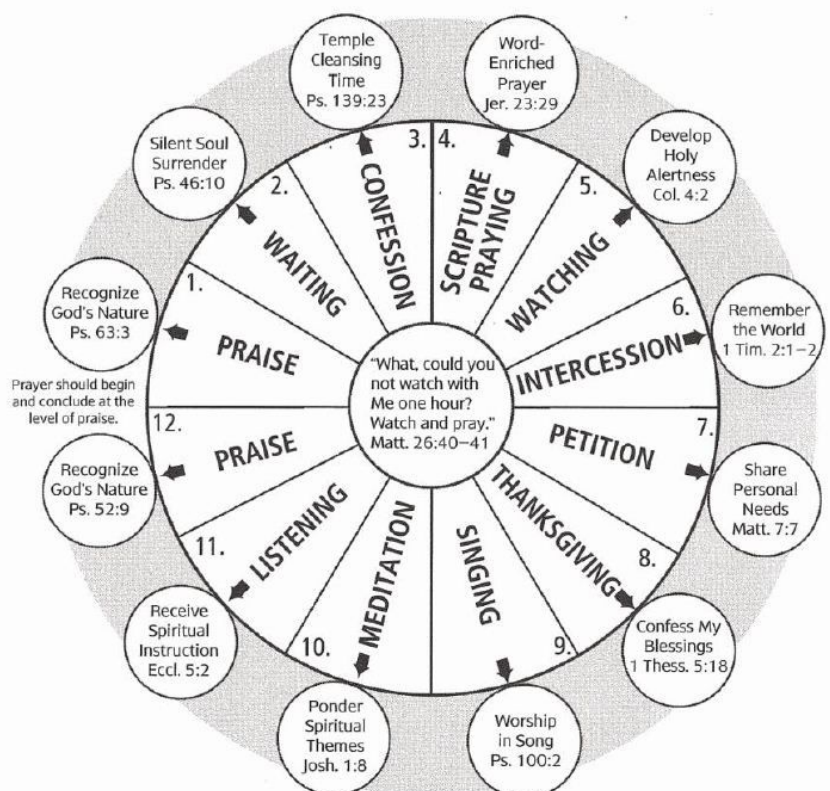 Temple
Cleansing
Time
Ps. 139:23
Word-
Enriched
Prayer
Jer. 23:29
Silent Soul
Surrender
Ps. 46:10
Develop
Holy
Alertness
Col. 4:2
Recognize
God's Nature
Ps. 63:3
Remember
the World
1 Tim. 2:1–2
Prayer should begin
and conclude at the
level of praise.
Recognize
God's Nature
Ps. 52:9
Share
Personal
Needs
Matt. 7:7
Receive
Spiritual
Instruction
Eccl. 5:2
Confess My
Blessings
1 Thess. 5:18
Ponder
Spiritual
Themes
Josh. 1:8
Worship
in Song
Ps. 100:2
1.
PRAISE
2.
WAITING
3.
CONFESSION
4.
SCRIPTURE
PRAYING
5.
WATCHING
6.
INTERCESSION
7.
PETITION
8.
THANKSGIVING
9.
SINGING
10.
MEDITATION
11.
LISTENING
12.
PRAISE
"What, could you
not watch with
Me one hour?
Watch and pray."
Matt. 26:40–41